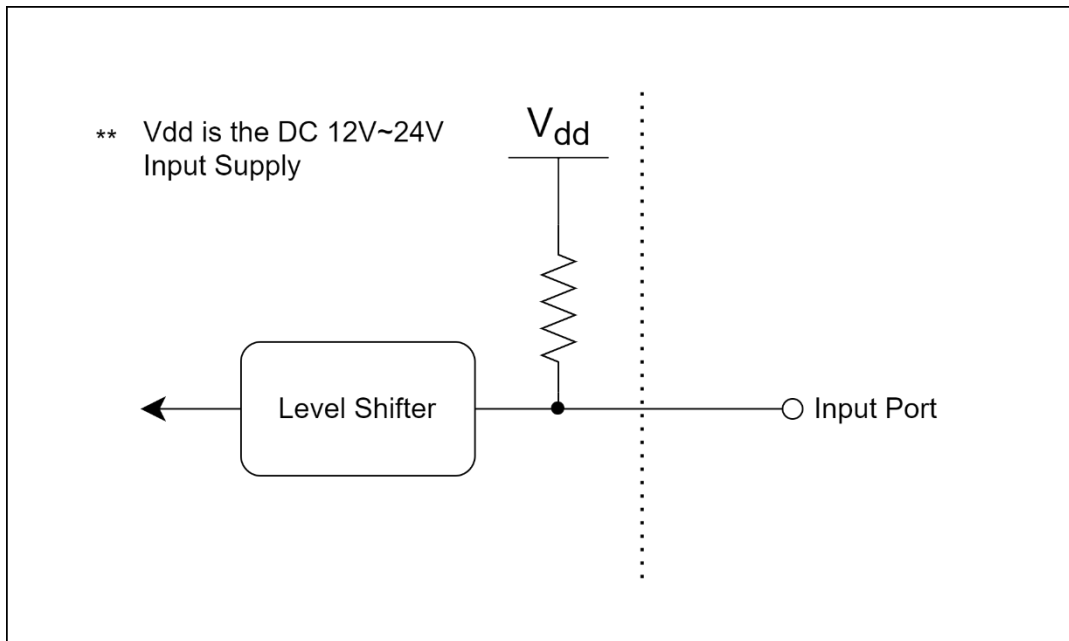 ** Vdd is the DC 12V~24V
Input Supply
Vdd
Level Shifter
Input Port